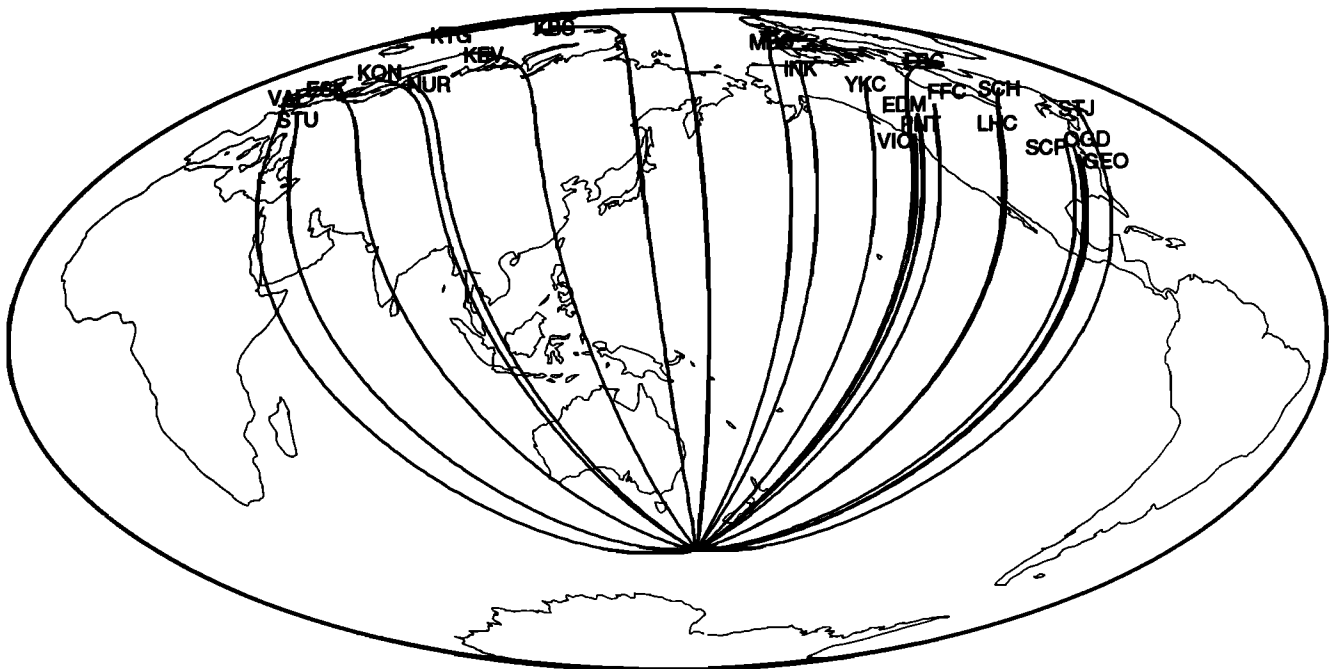 KTG
KBS
KEV
KON
NUR
ESK
VAL
STU
MBC
INK
YKC
EDM
PNT
VIC
FFC
FBC
SCH
LHC
STJ
SCP
OGD
GEO